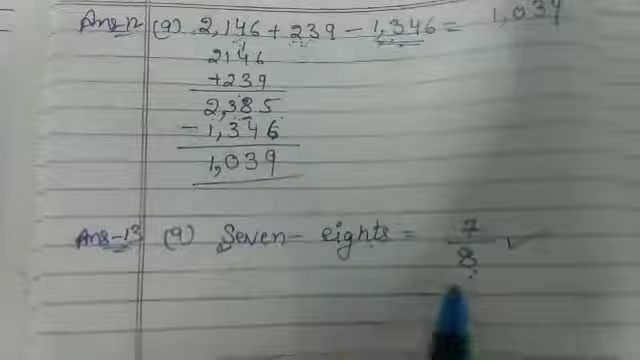 Ans 12 (a) 2,146 + 239 - 1,346 = 1,039
2146
+239
2,385
-1,346
1,039
Ans-13 (a) Seven-eights = 7/8